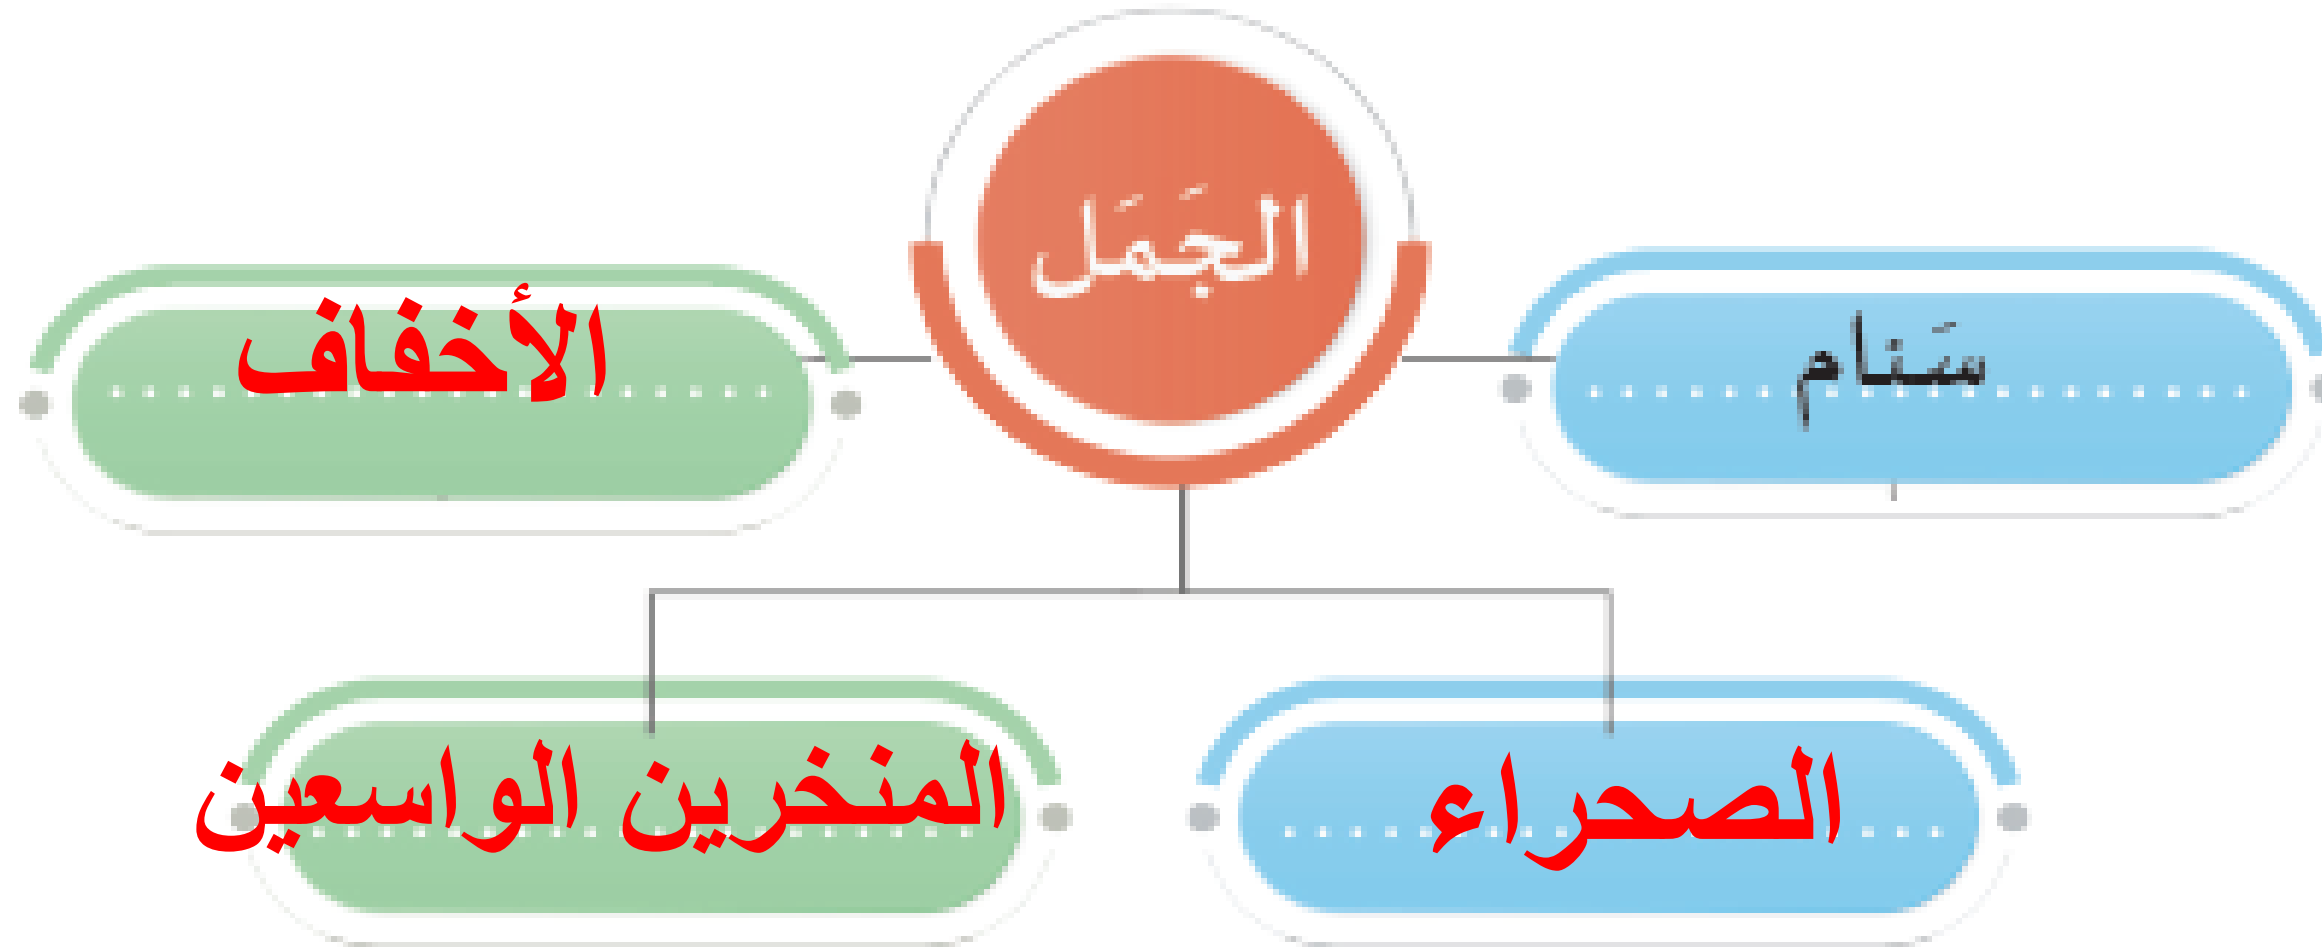 الجَمَل
سَنام
الأخفاف
الصحراء
المنخرين الواسعين